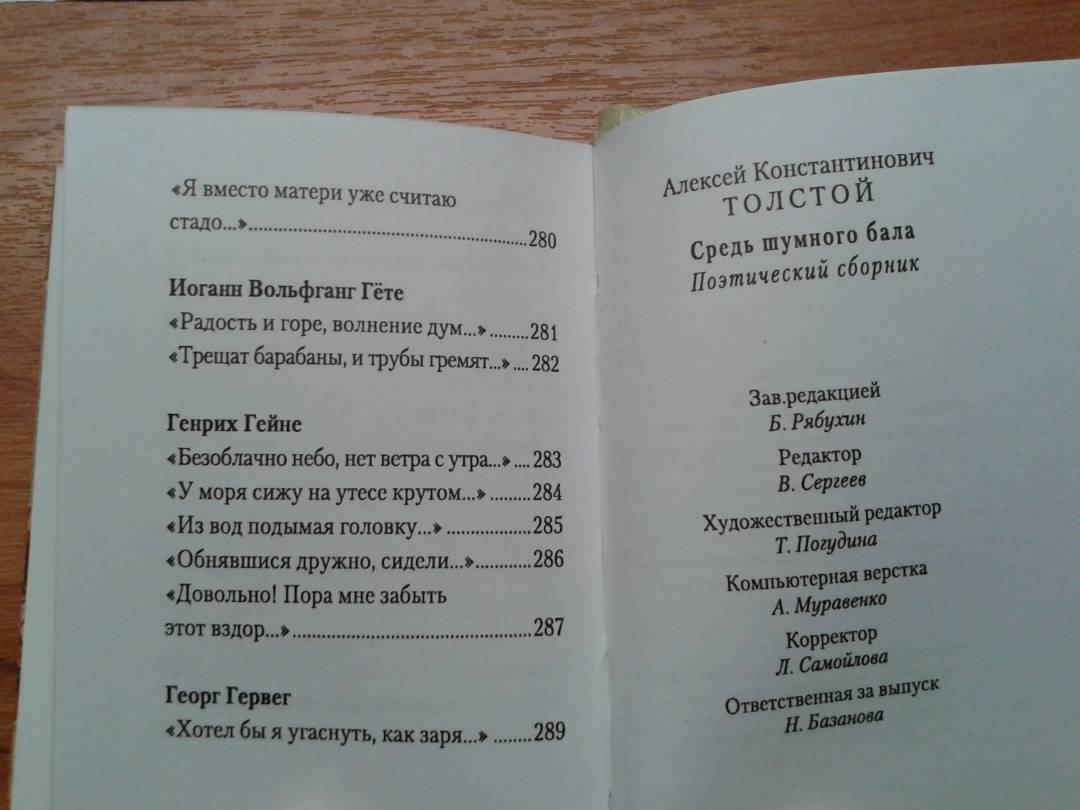 «Я вместо матери уже считаю
стадо...»..................................................280
Иоганн Вольфганг Гёте
«Радость и горе, волнение дум...».........281
«Трещат барабаны, и трубы гремят...»....282
Генрих Гейне
«Безоблачно небо, нет ветра с утра...»....283
«У моря сижу на утесе крутом...».........284
«Из вод подымая головку...»..................285
«Обнявшися дружно, сидели...».............286
«Довольно! Пора мне забыть
этот вздор...»...........................................287
Георг Гервег
«Хотел бы я угаснуть, как заря...»........289
Алексей Константинович
ТОЛСТОЙ
Средь шумного бала
Поэтический сборник
Зав.редакцией
Б. Рябухин
Редактор
В. Сергеев
Художественный редактор
Т. Погудина
Компьютерная верстка
А. Муравенко
Корректор
Л. Самойлова
Ответственная за выпуск
Н. Базанова